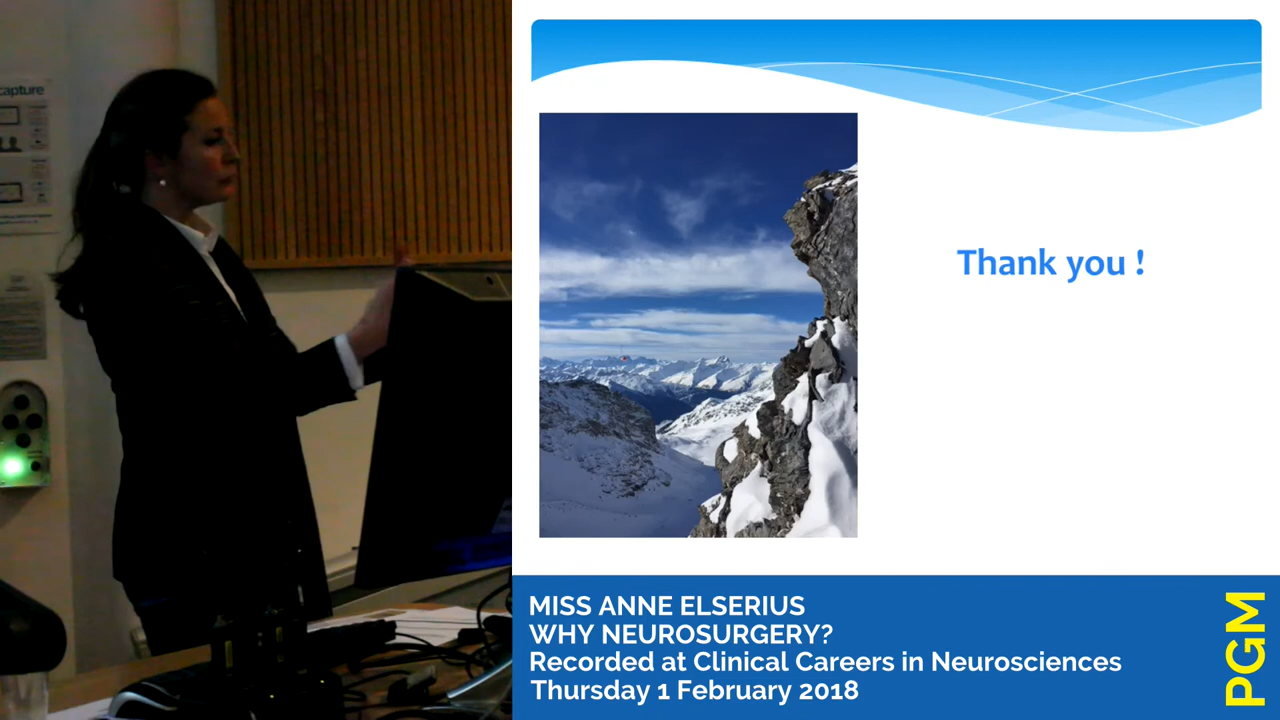 capture
Thank you !
MISS ANNE ELSERIUS
WHY NEUROSURGERY?
Recorded at Clinical Careers in Neurosciences
Thursday 1 February 2018
PGM